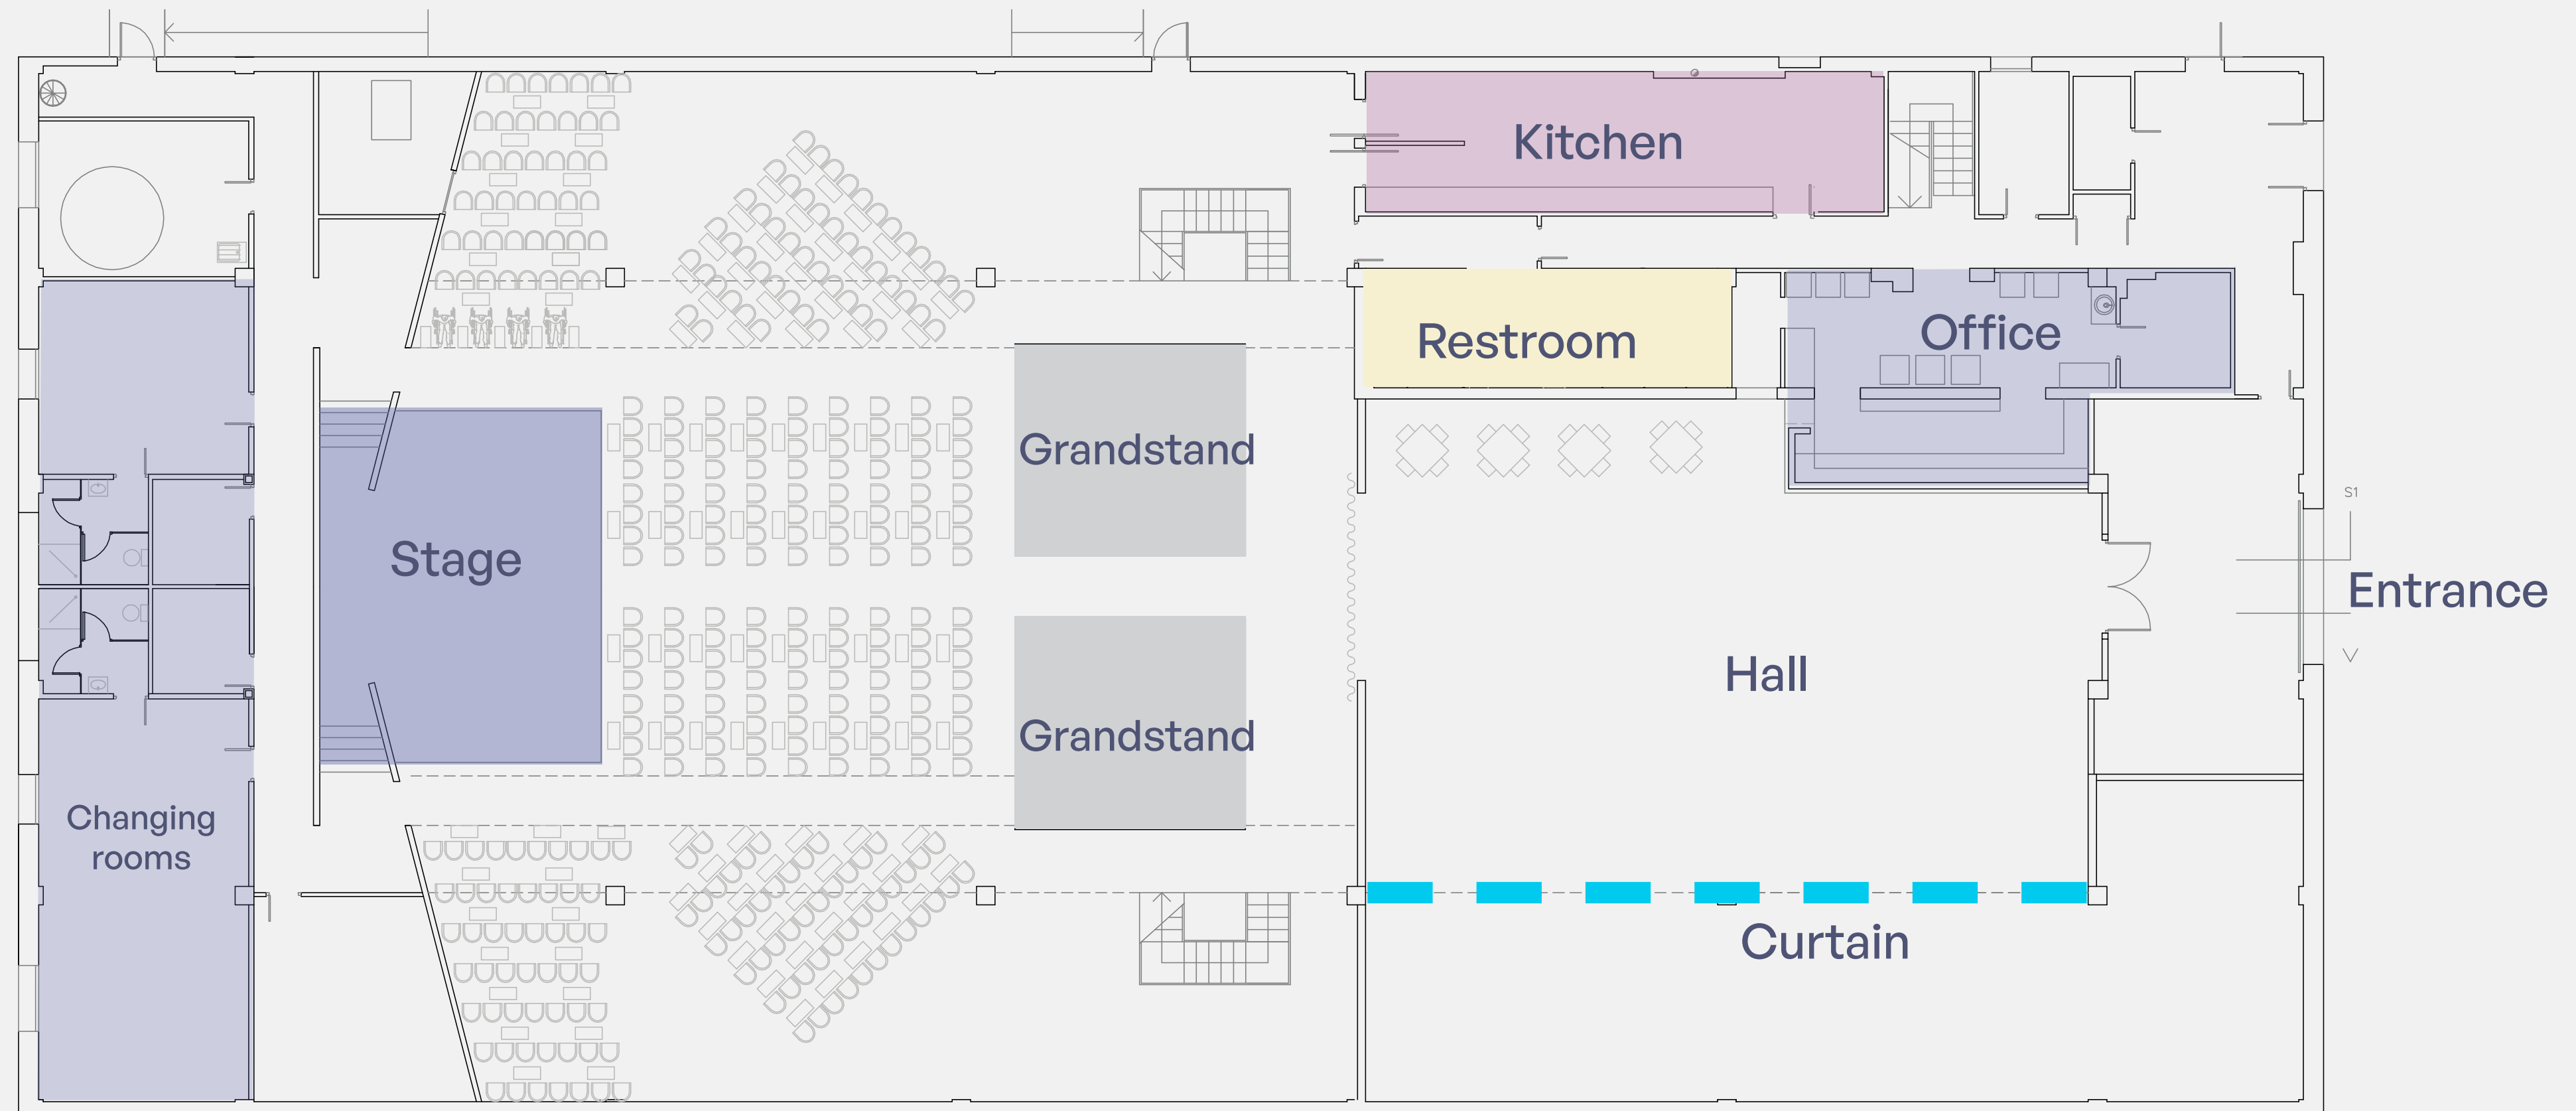 Kitchen
Restroom
Office
Grandstand
S1
Stage
Entrance
Hall
Grandstand
Changing
rooms
Curtain